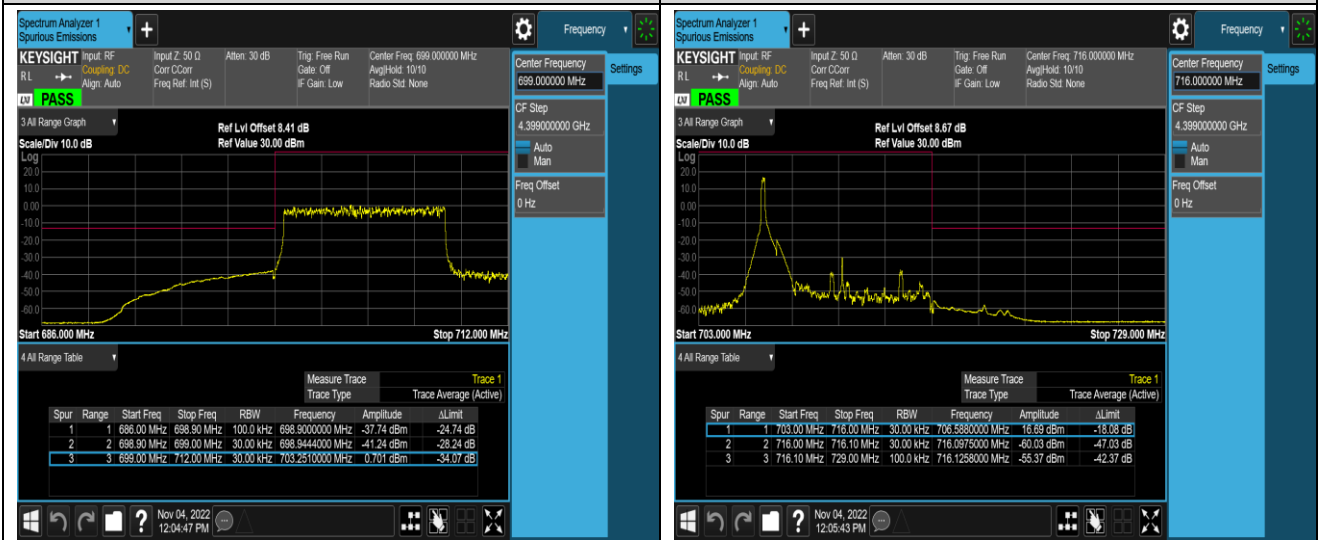 Spectrum Analyzer 1
Spurious Emissions
Frequency
KEYSIGHT
Input: RF
Coupling: DC
Align: Auto
Input Z: 50 Ω
Corr CCorr
Freq Ref: Int (S)
Atten: 30 dB
Trig: Free Run
Gate: Off
IF Gain: Low
Center Freq: 699.000000 MHz
Avg|Hold: 10/10
Radio Std: None
R L
LXI
PASS
Center Frequency
699.000000 MHz
Settings
CF Step
4.399000000 GHz
Auto
Man
Freq Offset
0 Hz
3 All Range Graph
Ref Lvl Offset 8.41 dB
Scale/Div 10.0 dB
Ref Value 30.00 dBm
Log
20.0
10.0
0.00
-10.0
-20.0
-30.0
-40.0
-50.0
-60.0
Start 686.000 MHz
Stop 712.000 MHz
4 All Range Table
Measure Trace Trace 1
Trace Type Trace Average (Active)
Spur Range Start Freq Stop Freq RBW Frequency Amplitude ΔLimit
1 1 686.00 MHz 698.90 MHz 100.0 kHz 698.9000000 MHz -37.74 dBm -24.74 dB
2 2 698.90 MHz 699.00 MHz 30.00 kHz 698.9444000 MHz -41.24 dBm -28.24 dB
3 3 699.00 MHz 712.00 MHz 30.00 kHz 703.2510000 MHz 0.701 dBm -34.07 dB
?
Nov 04, 2022
12:04:47 PM
Spectrum Analyzer 1
Spurious Emissions
Frequency
KEYSIGHT
Input: RF
Coupling: DC
Align: Auto
Input Z: 50 Ω
Corr CCorr
Freq Ref: Int (S)
Atten: 30 dB
Trig: Free Run
Gate: Off
IF Gain: Low
Center Freq: 716.000000 MHz
Avg|Hold: 10/10
Radio Std: None
R L
LXI
PASS
Center Frequency
716.000000 MHz
Settings
CF Step
4.399000000 GHz
Auto
Man
Freq Offset
0 Hz
3 All Range Graph
Ref Lvl Offset 8.67 dB
Scale/Div 10.0 dB
Ref Value 30.00 dBm
Log
20.0
10.0
0.00
-10.0
-20.0
-30.0
-40.0
-50.0
-60.0
Start 703.000 MHz
Stop 729.000 MHz
4 All Range Table
Measure Trace Trace 1
Trace Type Trace Average (Active)
Spur Range Start Freq Stop Freq RBW Frequency Amplitude ΔLimit
1 1 703.00 MHz 716.00 MHz 30.00 kHz 706.5880000 MHz 16.69 dBm -18.08 dB
2 2 716.00 MHz 716.10 MHz 30.00 kHz 716.0975000 MHz -60.03 dBm -47.03 dB
3 3 716.10 MHz 729.00 MHz 100.0 kHz 716.1258000 MHz -55.37 dBm -42.37 dB
?
Nov 04, 2022
12:05:43 PM